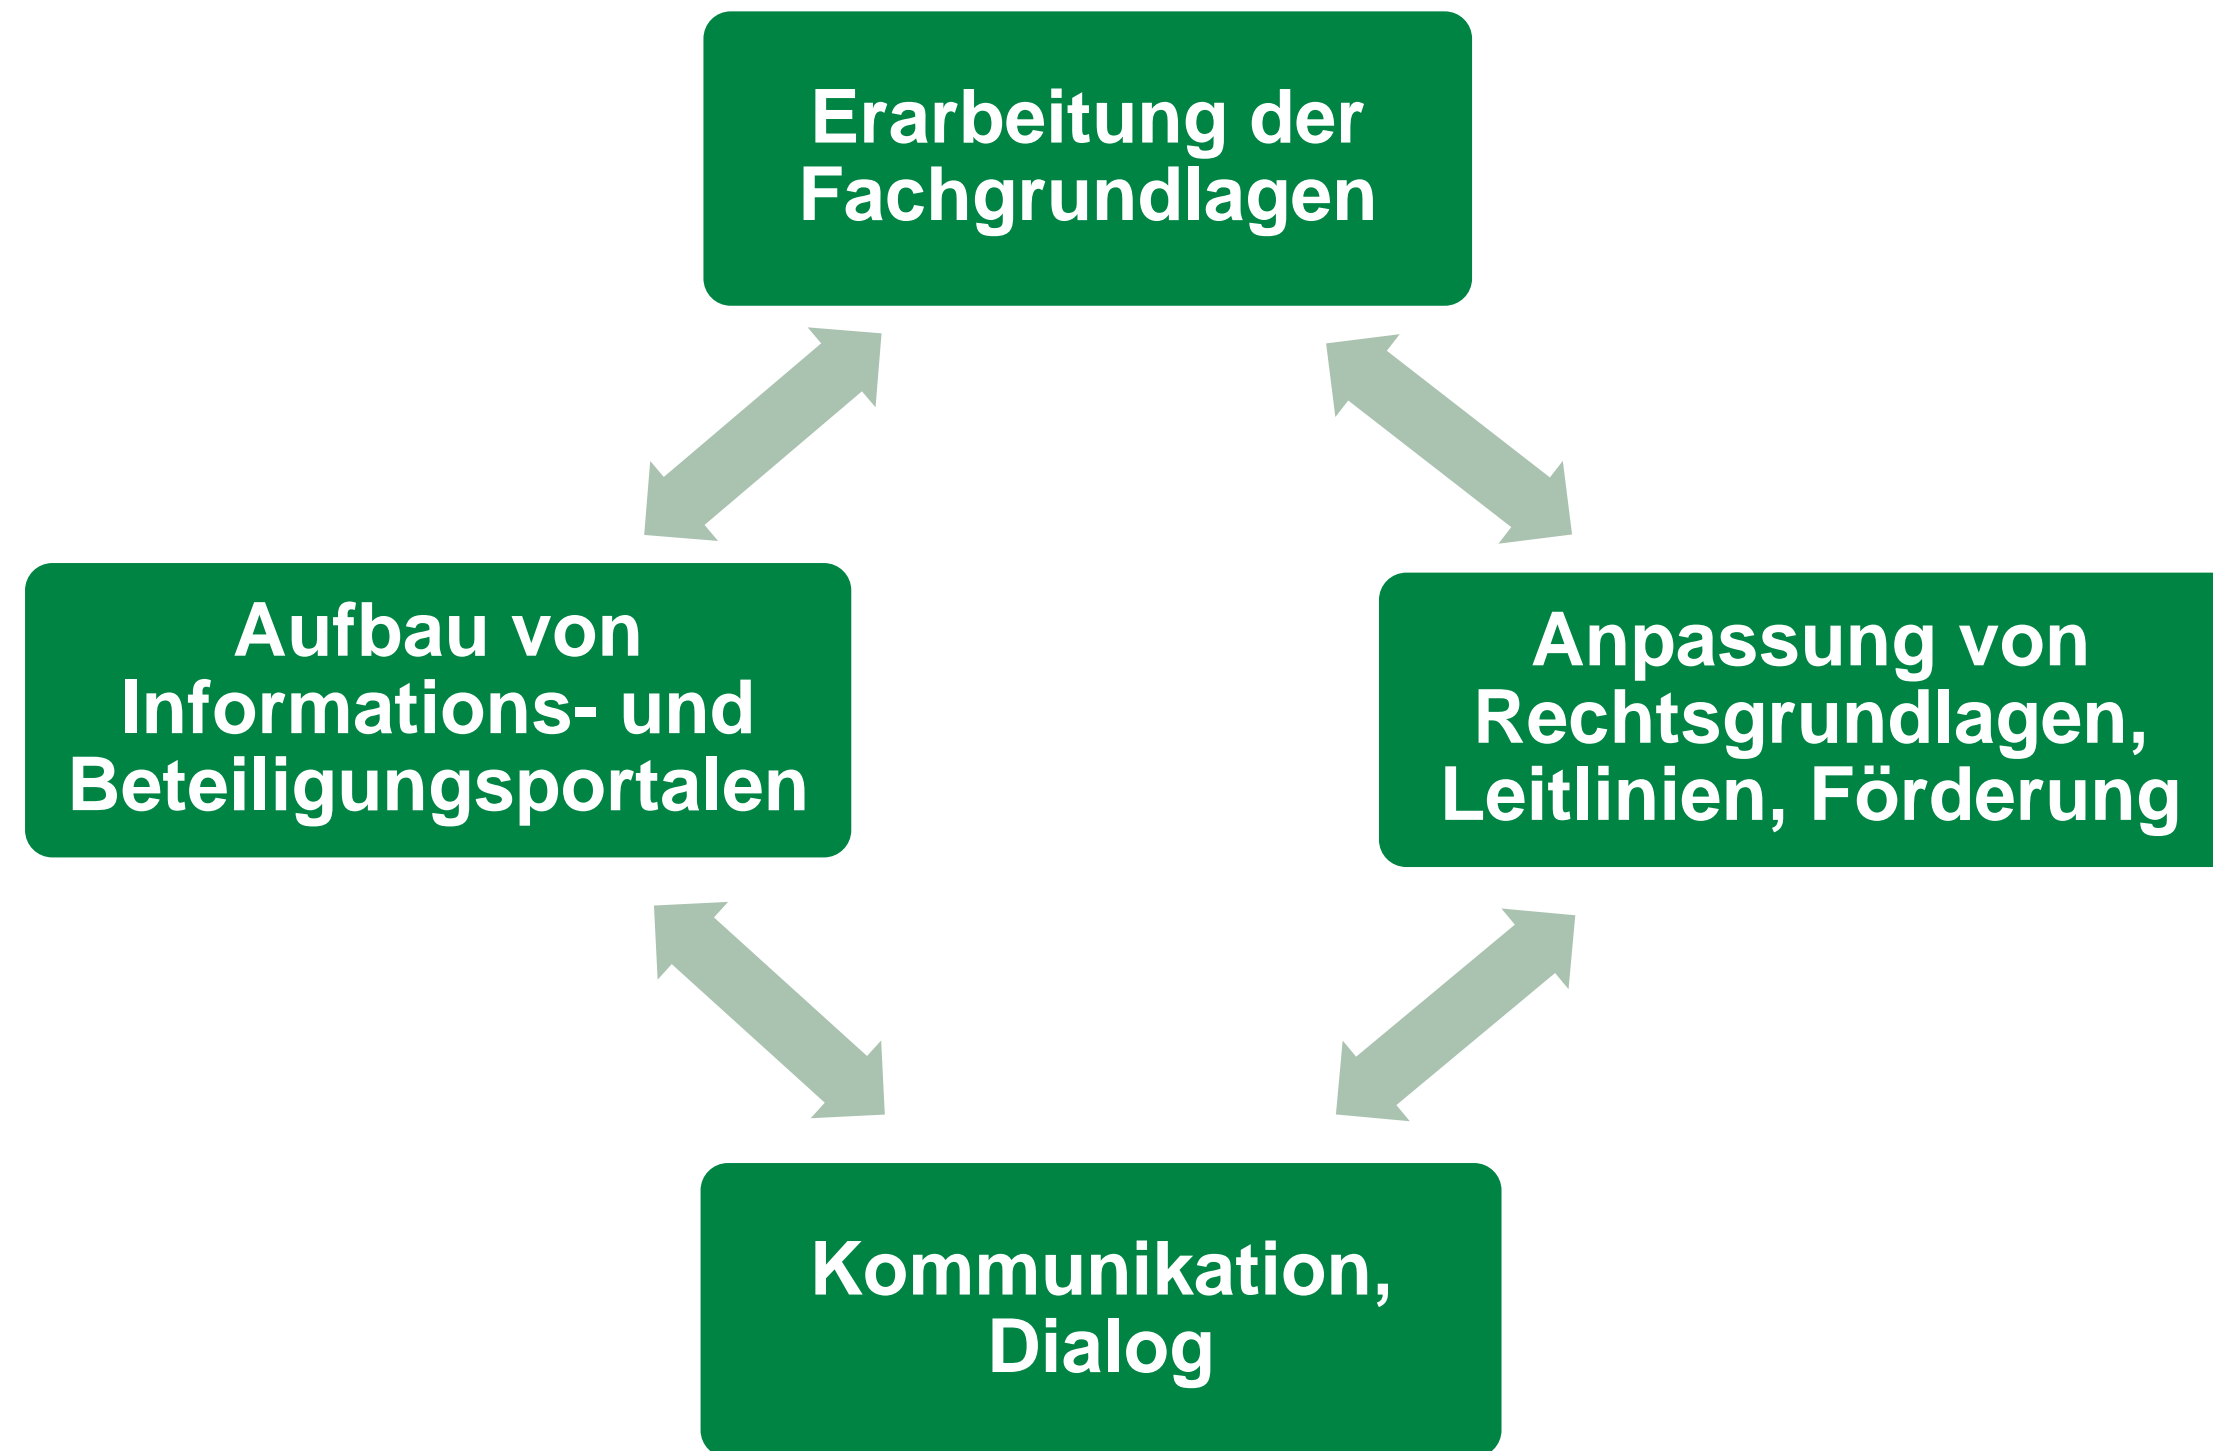 Erarbeitung der
Fachgrundlagen
Aufbau von
Informations- und
Beteiligungsportalen
Anpassung von
Rechtsgrundlagen,
Leitlinien, Förderung
Kommunikation,
Dialog